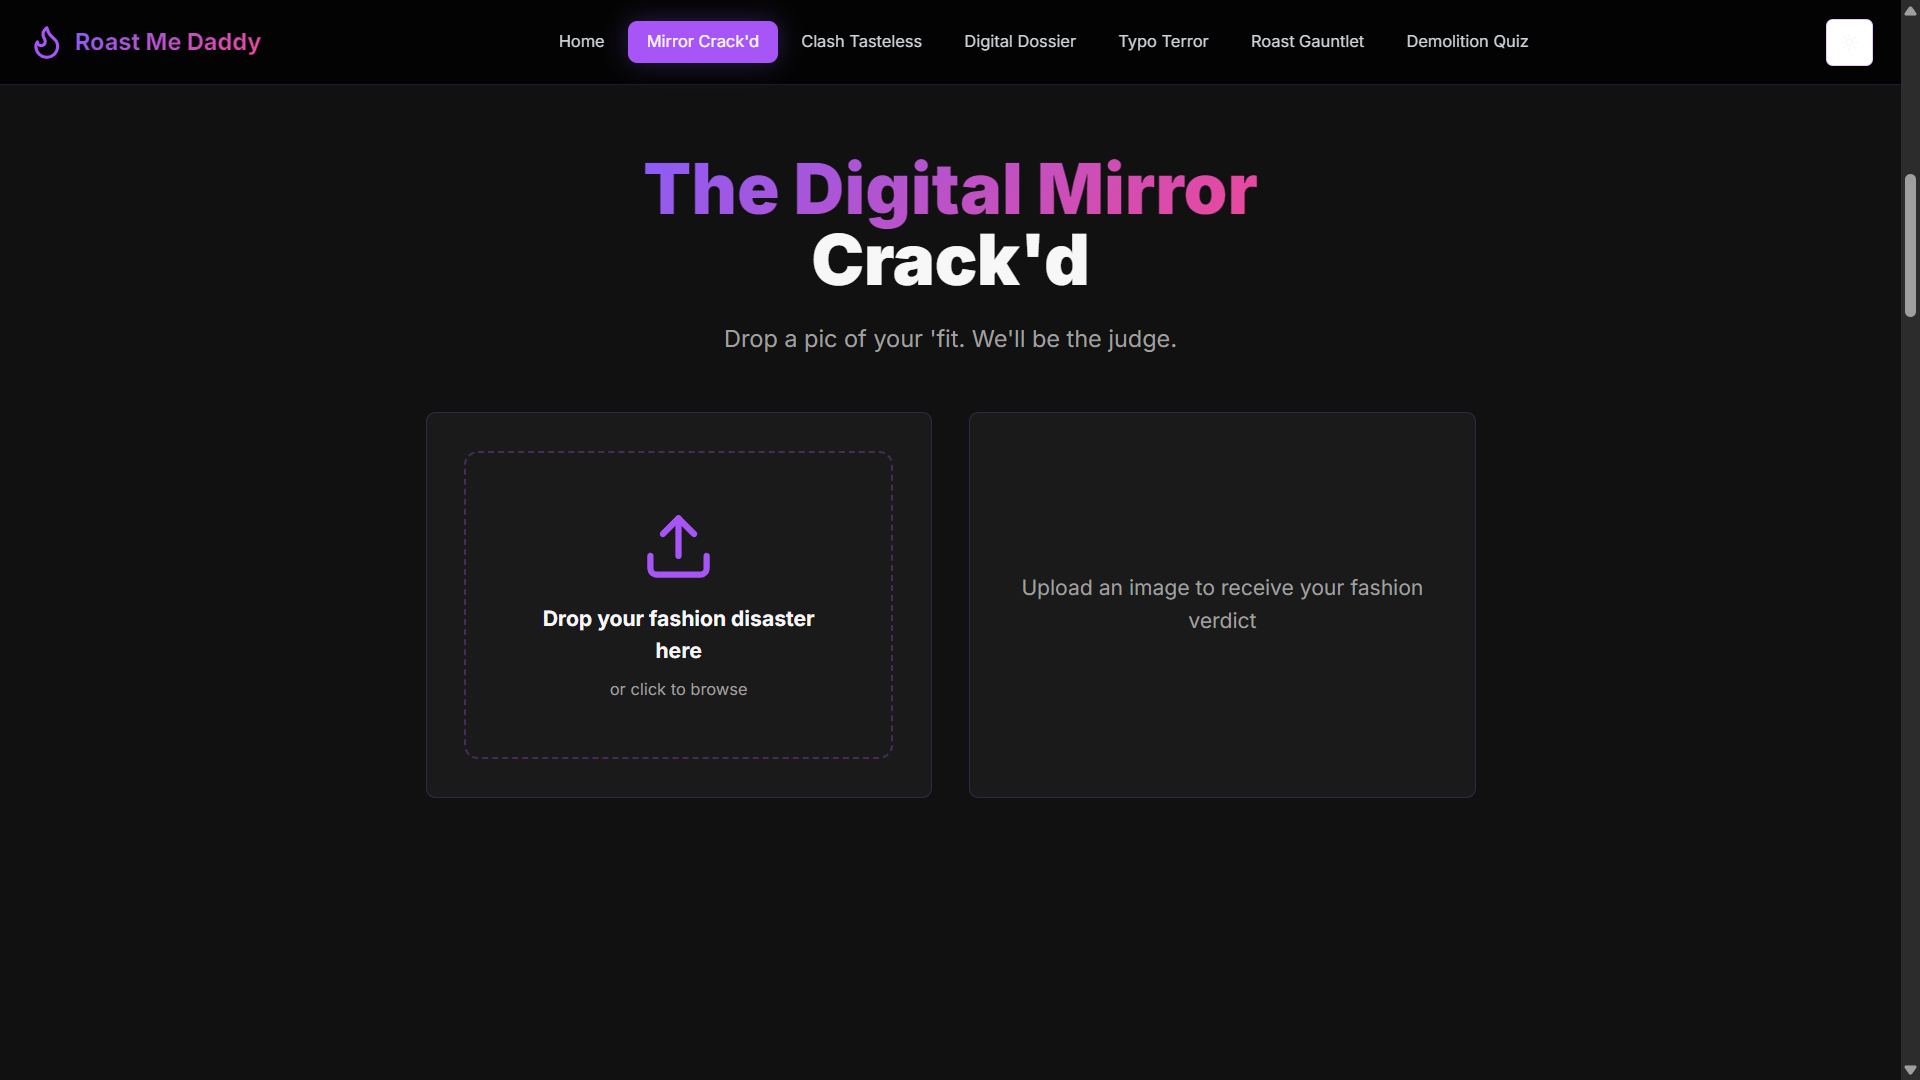 Roast Me Daddy
Home
Mirror Crack'd
Clash Tasteless
Digital Dossier
Typo Terror
Roast Gauntlet
Demolition Quiz
The Digital Mirror
Crack'd
Drop a pic of your 'fit. We'll be the judge.
Drop your fashion disaster
here
or click to browse
Upload an image to receive your fashion
verdict